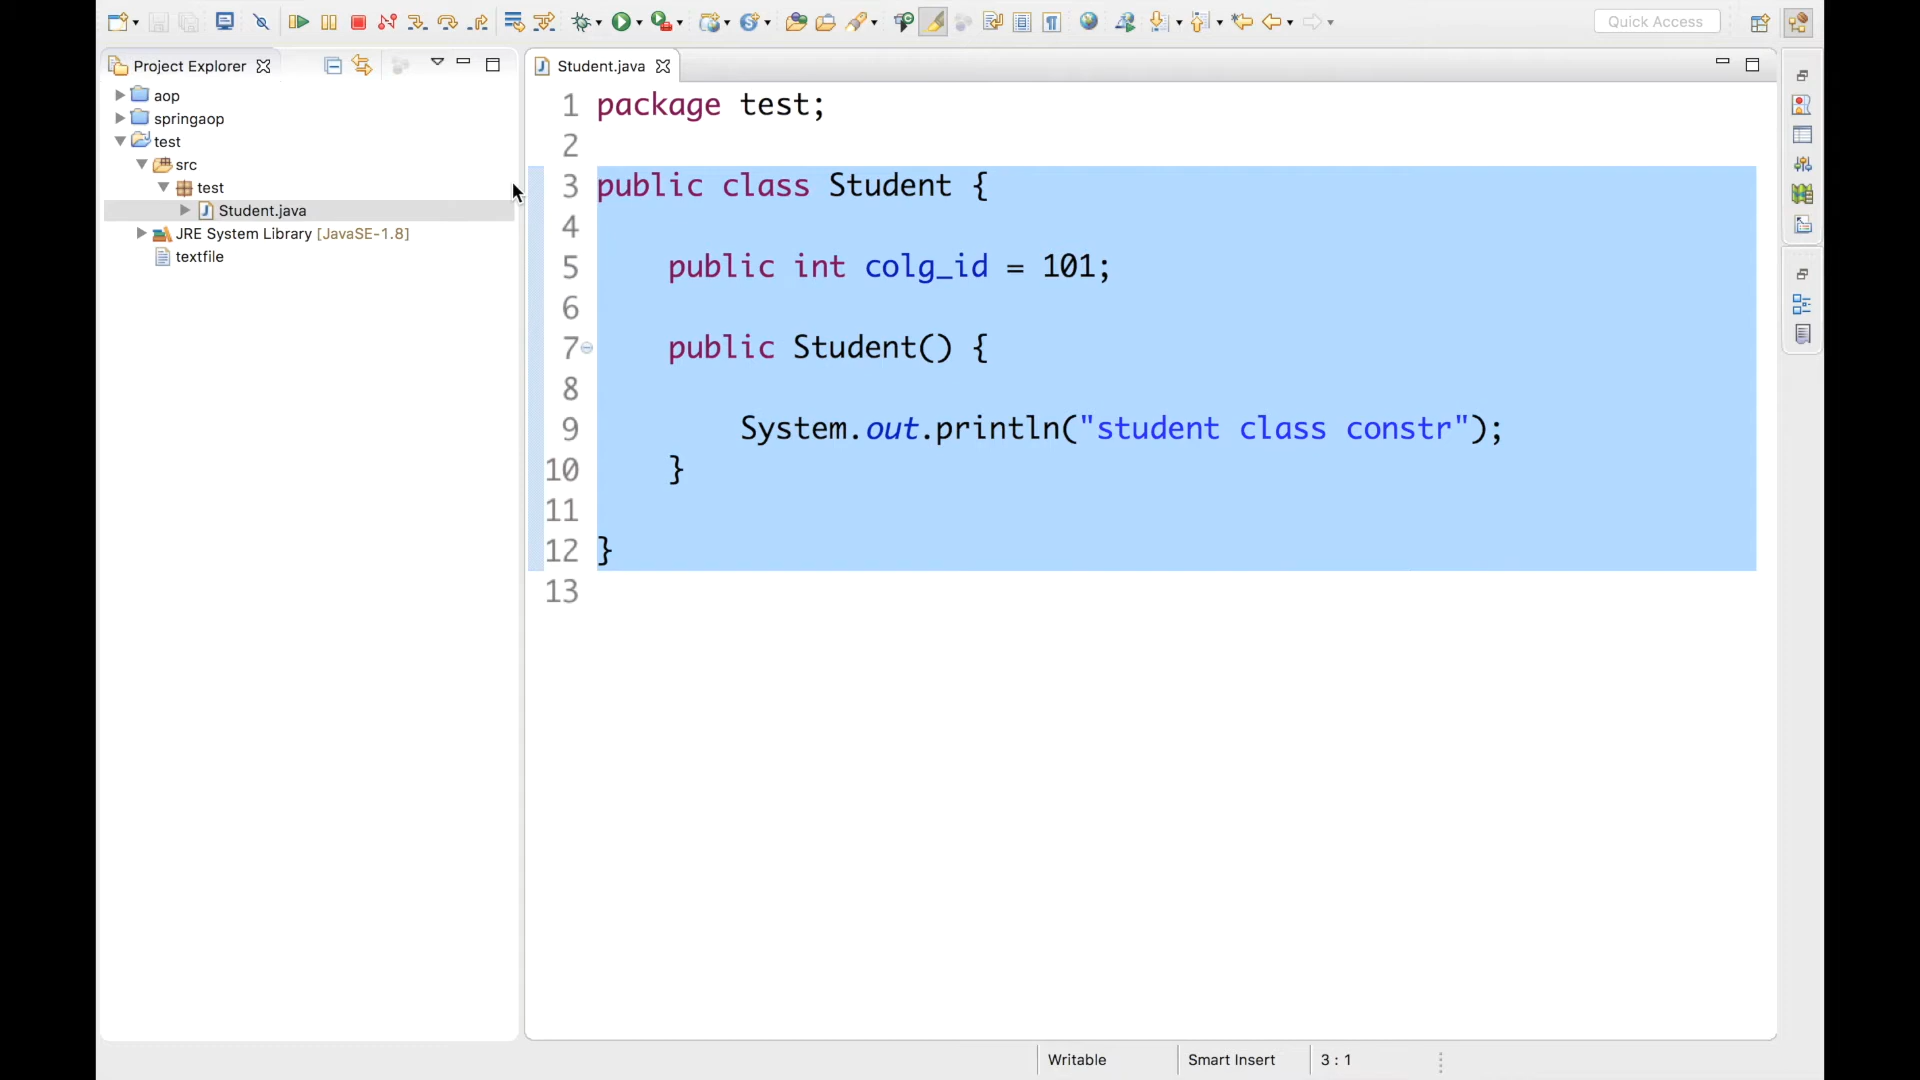 Quick Access
Project Explorer
aop
springaop
test
src
test
Student.java
JRE System Library [JavaSE-1.8]
textfile
Student.java
1 package test;
2
3 public class Student {
4
5 public int colg_id = 101;
6
7 public Student() {
8
9 System.out.println("student class constr");
10 }
11
12 }
13
Writable
Smart Insert
3 : 1